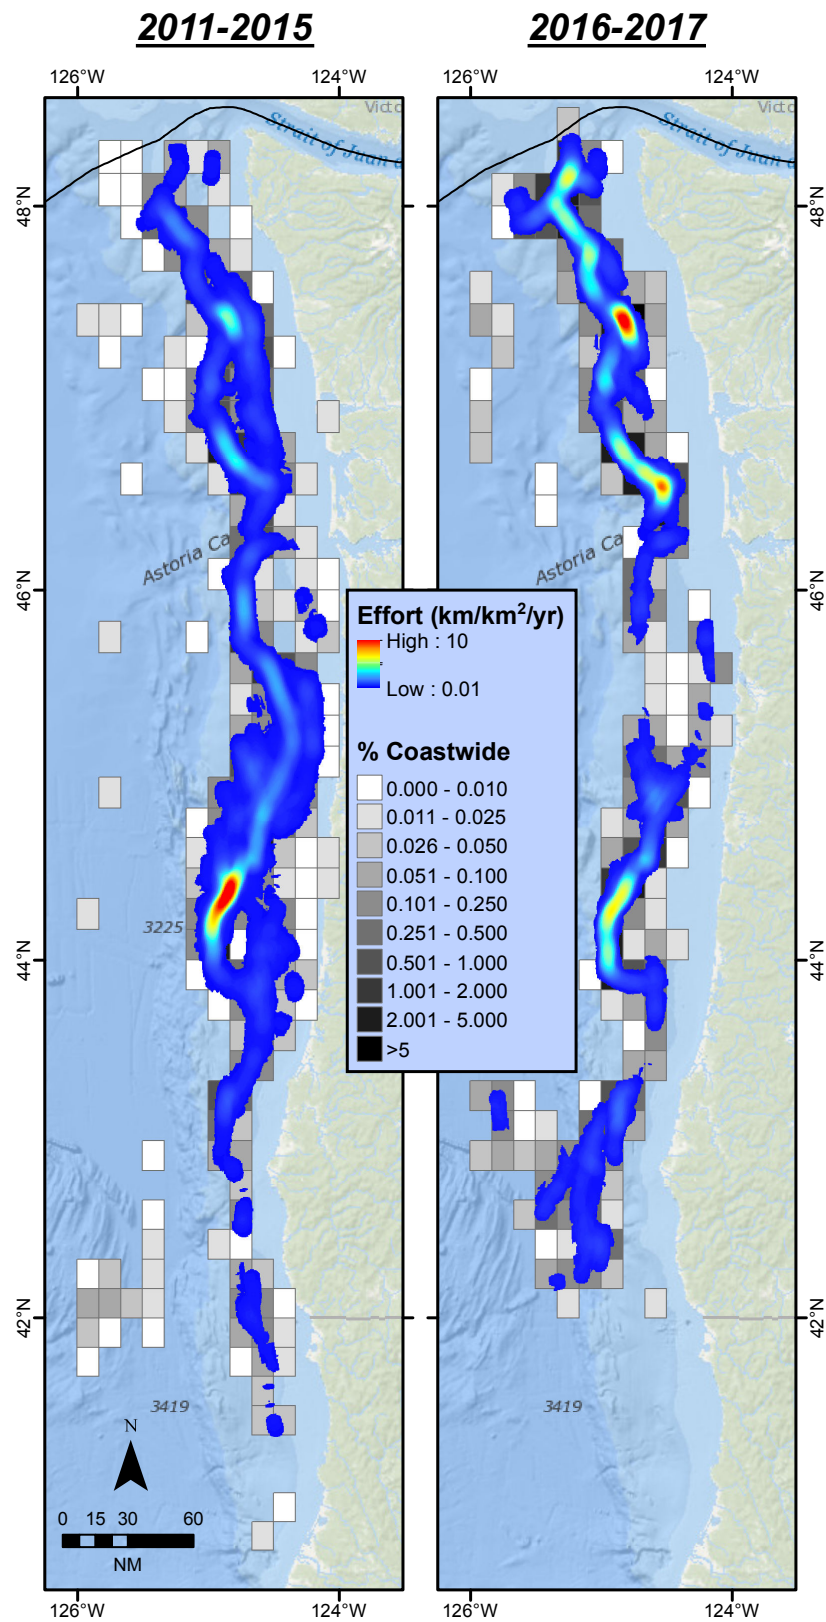 2011-2015
2016-2017
126°W
124°W
126°W
124°W
Victo
Strait of Juan d
Victo
Strait of Juan d
48°N
48°N
Astoria Ca
Astoria Ca
46°N
46°N
Effort (km/km²/yr)
High : 10
Low : 0.01
% Coastwide
0.000 - 0.010
0.011 - 0.025
0.026 - 0.050
0.051 - 0.100
0.101 - 0.250
0.251 - 0.500
0.501 - 1.000
1.001 - 2.000
2.001 - 5.000
>5
3225
44°N
44°N
42°N
42°N
3419
3419
N
0 15 30 60
NM
126°W
124°W
126°W
124°W